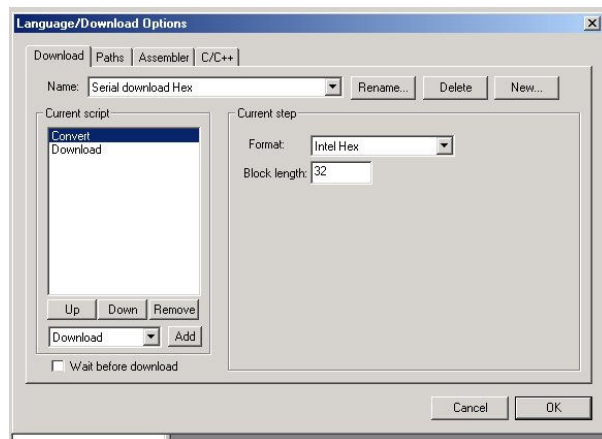 Language/Download Options
Download Paths Assembler C/C++
Name: Serial download Hex Rename... Delete New...
Current script
Convert
Download
Up Down Remove
Download Add
Wait before download
Current step
Format: Intel Hex
Block length: 32
Cancel OK